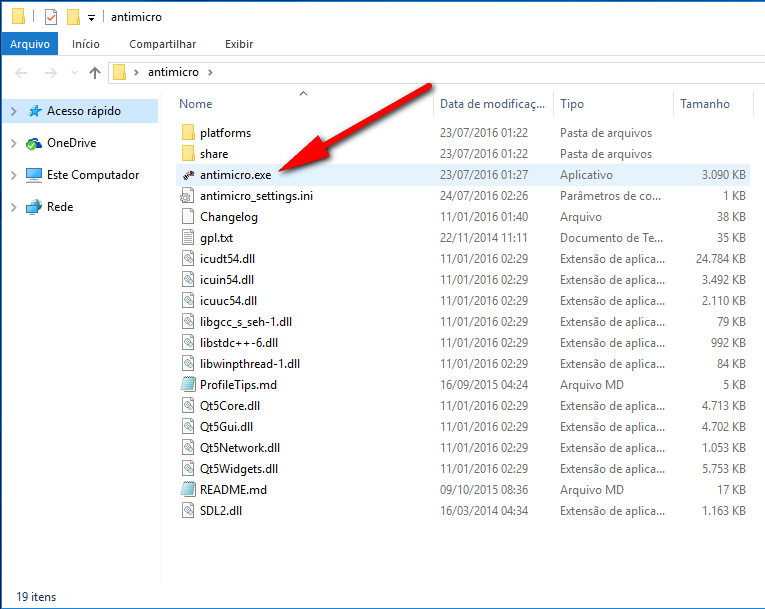 antimicro
Arquivo Início Compartilhar Exibir
antimicro
Acesso rápido
OneDrive
Este Computador
Rede
Nome Data de modificaç... Tipo Tamanho
platforms 23/07/2016 01:22 Pasta de arquivos
share 23/07/2016 01:22 Pasta de arquivos
antimicro.exe 23/07/2016 01:27 Aplicativo 3.090 KB
antimicro_settings.ini 24/07/2016 02:26 Parâmetros de co... 1 KB
Changelog 11/01/2016 01:40 Arquivo 38 KB
gpl.txt 22/11/2014 11:11 Documento de Te... 35 KB
icudt54.dll 11/01/2016 02:29 Extensão de aplica... 24.784 KB
icuin54.dll 11/01/2016 02:29 Extensão de aplica... 3.492 KB
icuuc54.dll 11/01/2016 02:29 Extensão de aplica... 2.110 KB
libgcc_s_seh-1.dll 11/01/2016 02:29 Extensão de aplica... 79 KB
libstdc++-6.dll 11/01/2016 02:29 Extensão de aplica... 992 KB
libwinpthread-1.dll 11/01/2016 02:29 Extensão de aplica... 84 KB
ProfileTips.md 16/09/2015 04:24 Arquivo MD 5 KB
Qt5Core.dll 11/01/2016 02:29 Extensão de aplica... 4.713 KB
Qt5Gui.dll 11/01/2016 02:29 Extensão de aplica... 4.702 KB
Qt5Network.dll 11/01/2016 02:29 Extensão de aplica... 1.053 KB
Qt5Widgets.dll 11/01/2016 02:29 Extensão de aplica... 5.753 KB
README.md 09/10/2015 08:36 Arquivo MD 17 KB
SDL2.dll 16/03/2014 04:34 Extensão de aplica... 1.163 KB
19 itens